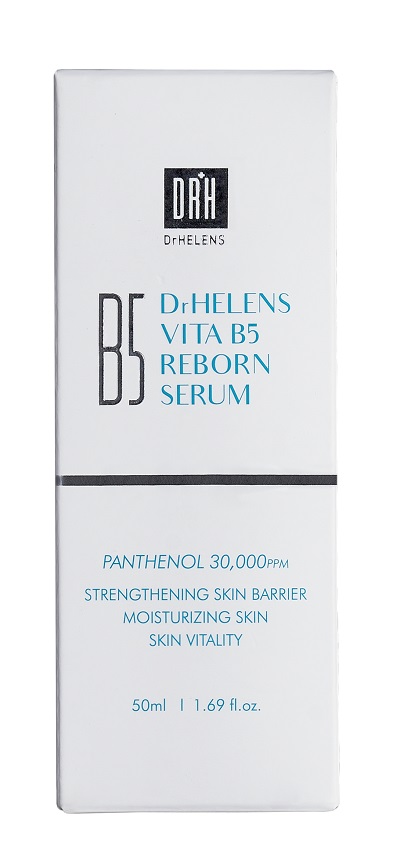 DR+H
DrHELENS
B5
DrHELENS
VITA B5
REBORN
SERUM
PANTHENOL 30,000PPM
STRENGTHENING SKIN BARRIER
MOISTURIZING SKIN
SKIN VITALITY
50ml | 1.69 fl.oz.